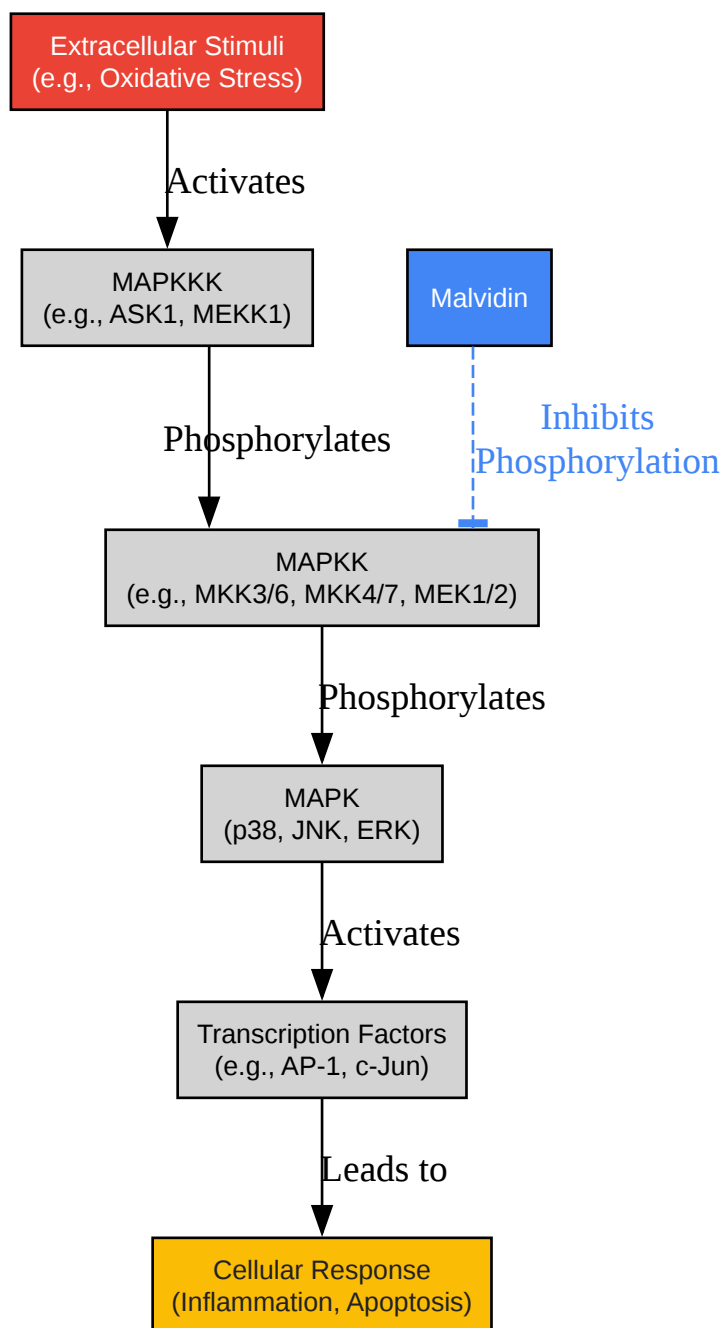 Extracellular Stimuli
(e.g., Oxidative Stress)
Activates
MAPKKK
(e.g., ASK1, MEKK1)
Malvidin
Phosphorylates
Inhibits
Phosphorylation
MAPKK
(e.g., MKK3/6, MKK4/7, MEK1/2)
Phosphorylates
MAPK
(p38, JNK, ERK)
Activates
Transcription Factors
(e.g., AP-1, c-Jun)
Leads to
Cellular Response
(Inflammation, Apoptosis)